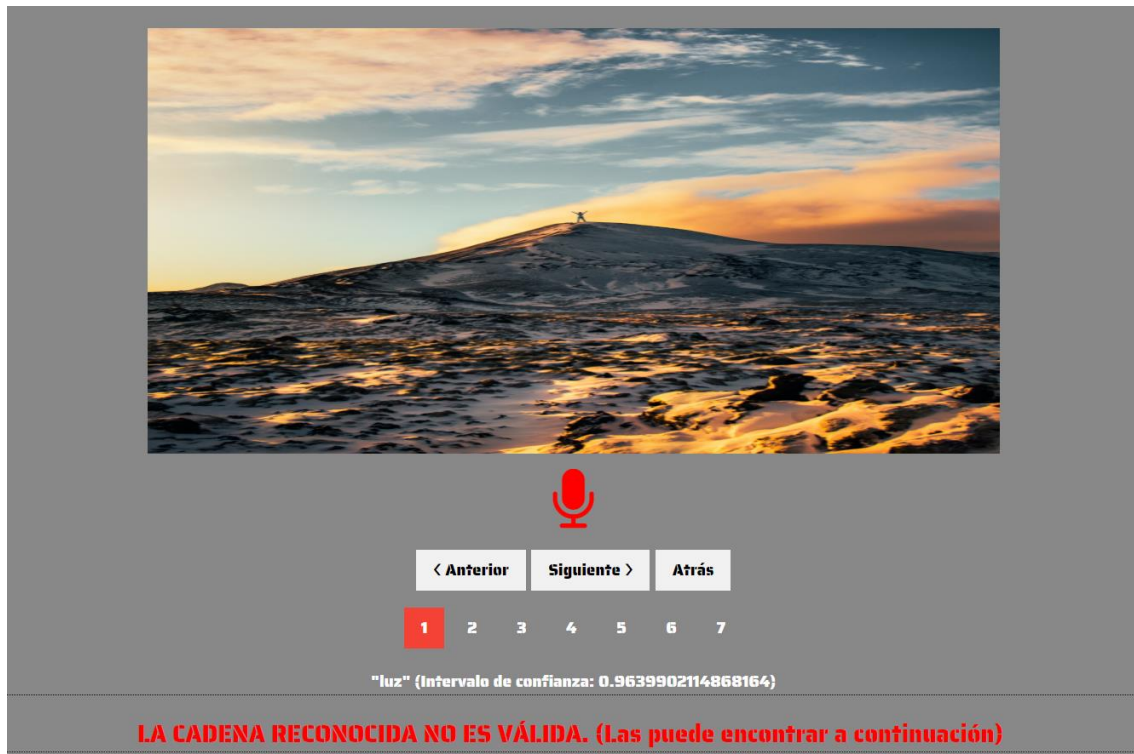 < Anterior Siguiente > Atrás
1 2 3 4 5 6 7
"luz" (Intervalo de confianza: 0.9639902114868164)
LA CADENA RECONOCIDA NO ES VÁLIDA. (Las puede encontrar a continuación)